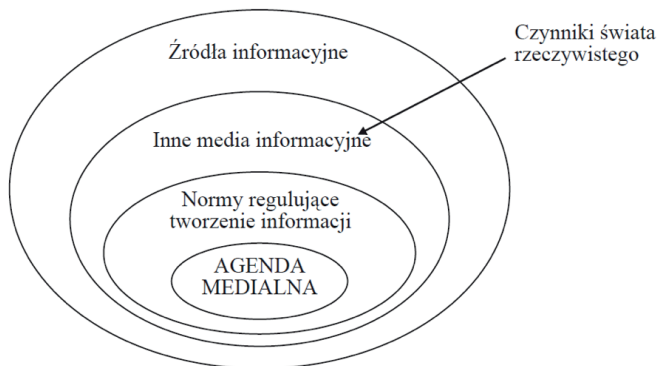 Źródła informacyjne
Czynniki świata
rzeczywistego
Inne media informacyjne
Normy regulujące
tworzenie informacji
AGENDA
MEDIALNA